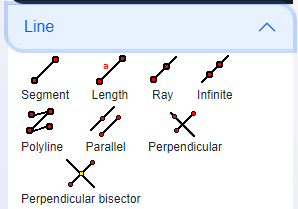 Line
a
Segment Length Ray Infinite
Polyline Parallel Perpendicular
Perpendicular bisector